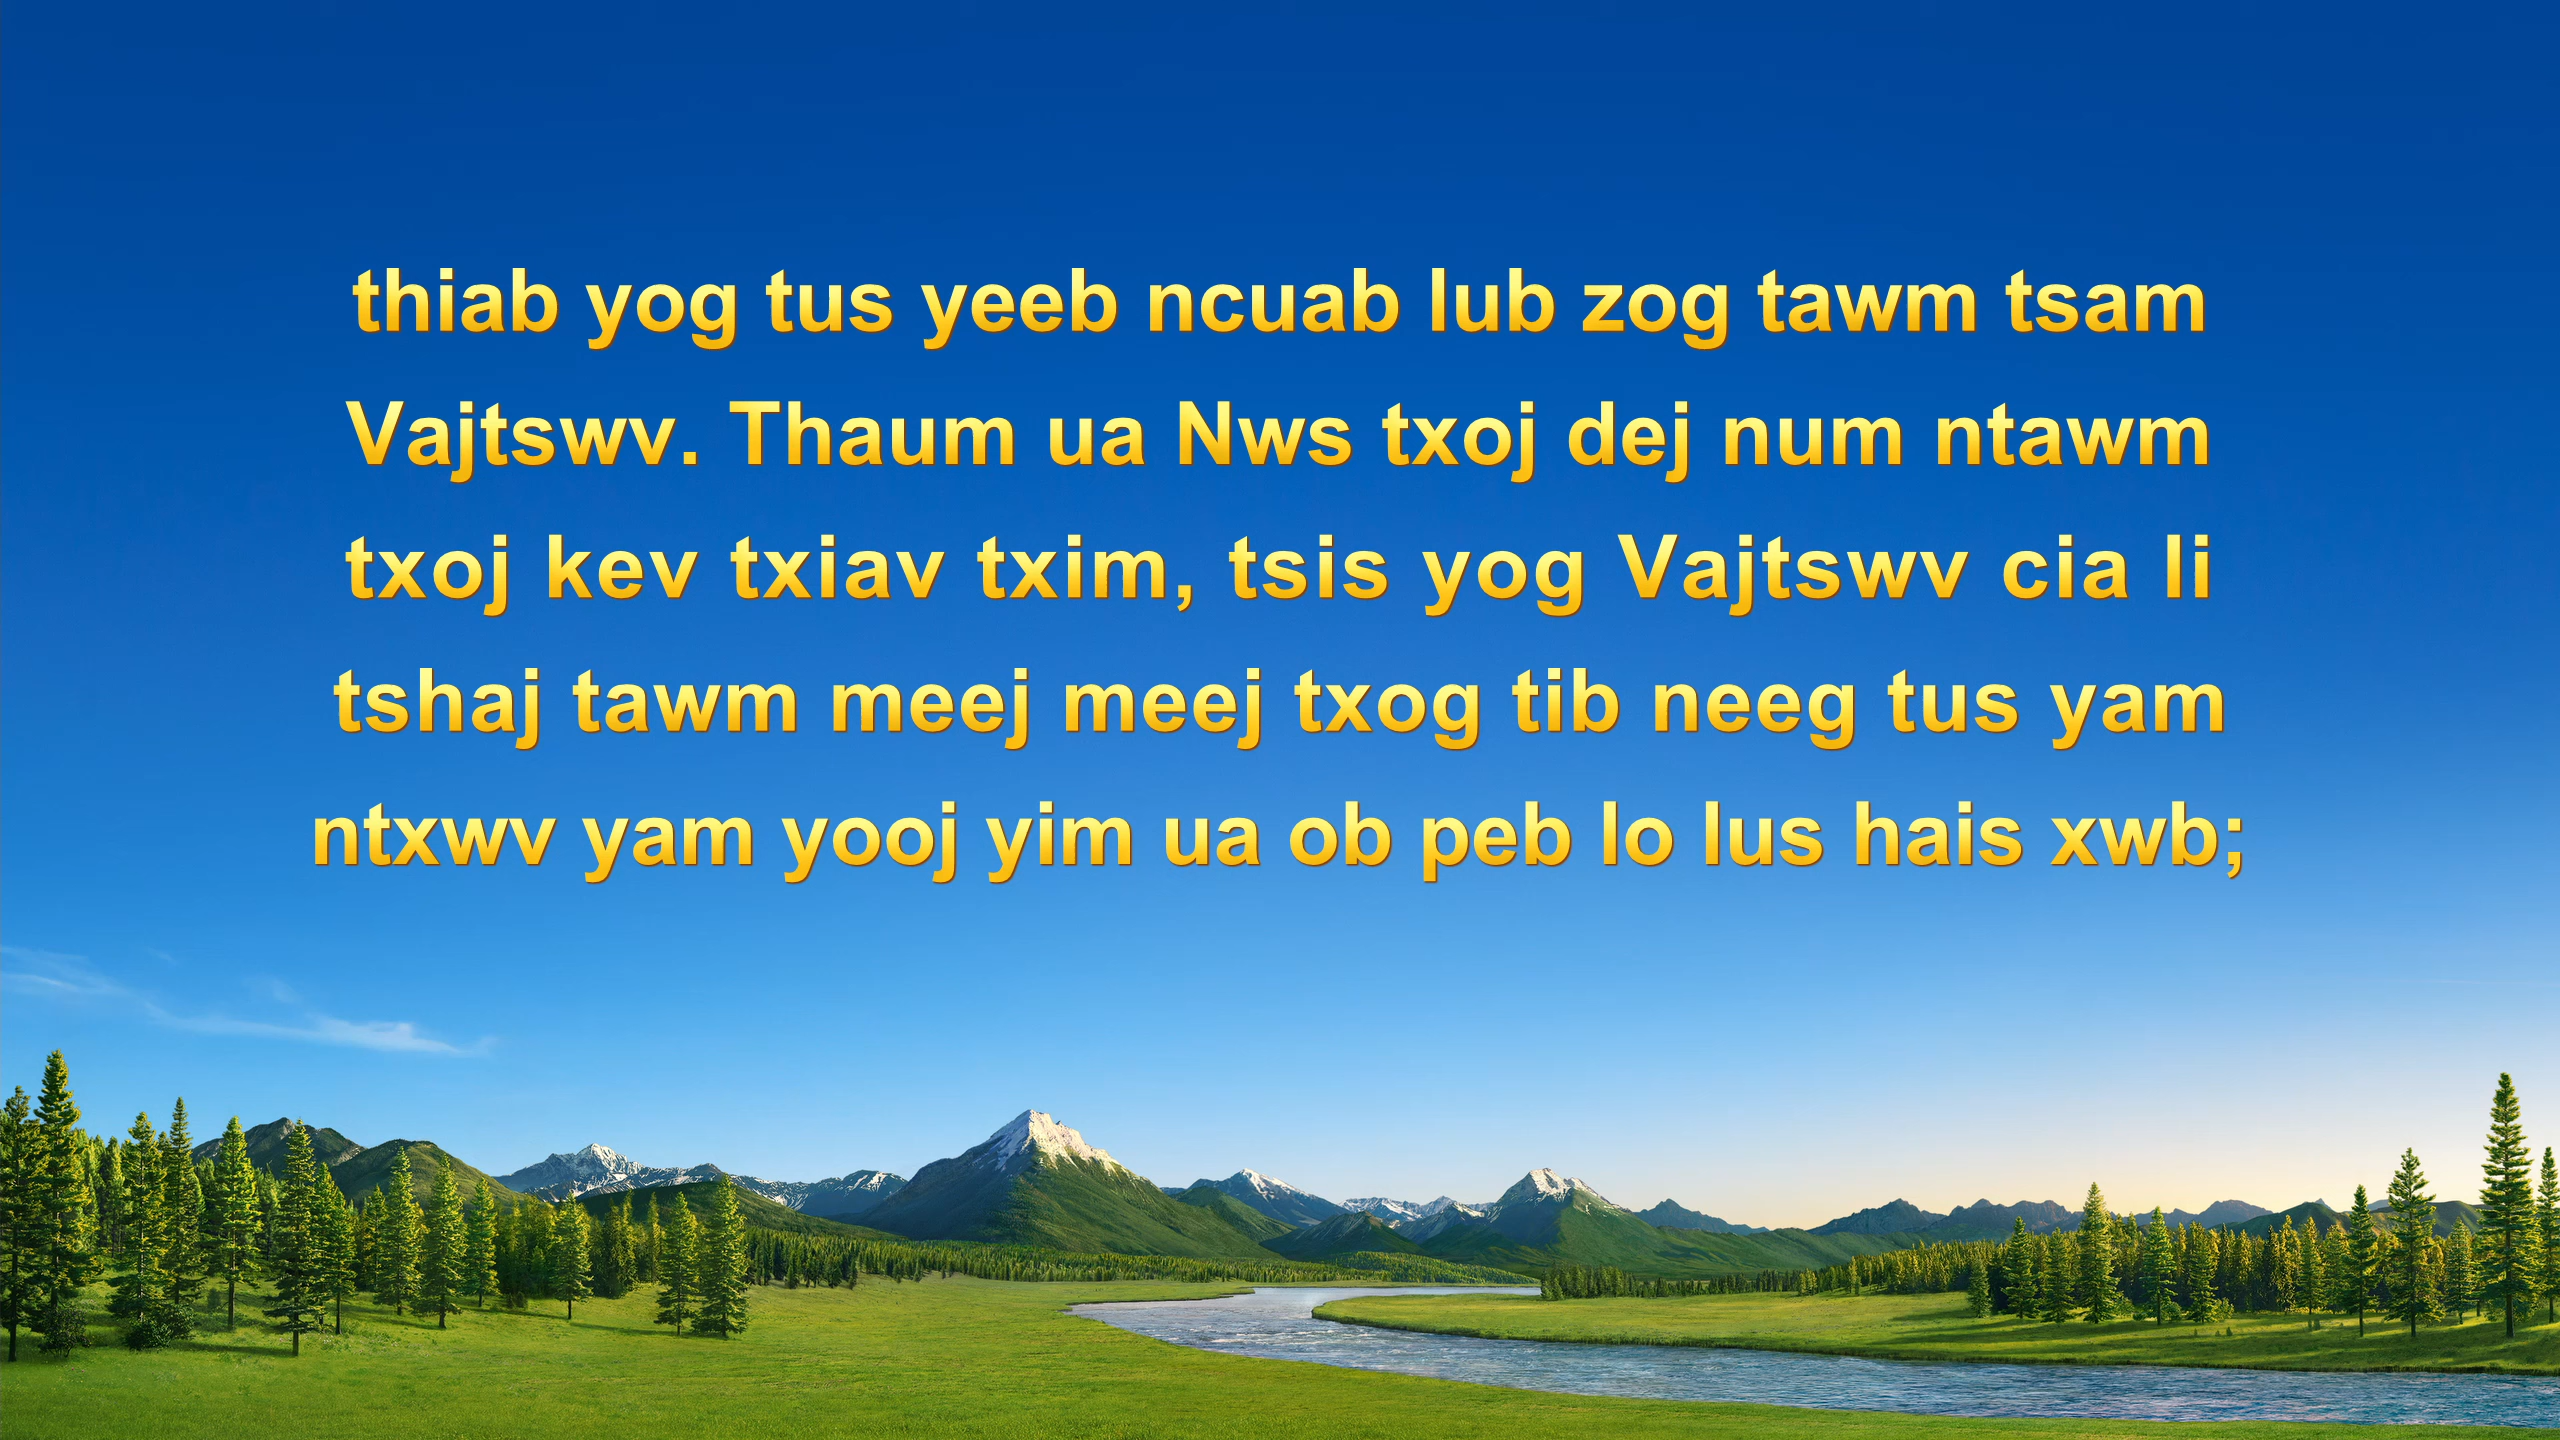 thiab yog tus yeeb ncuab lub zog tawm tsam
Vajtswv. Thaum ua Nws txoj dej num ntawm
txoj kev txiav txim, tsis yog Vajtswv cia li
tshaj tawm meej meej txog tib neeg tus yam
ntxwv yam yooj yim ua ob peb lo lus hais xwb;